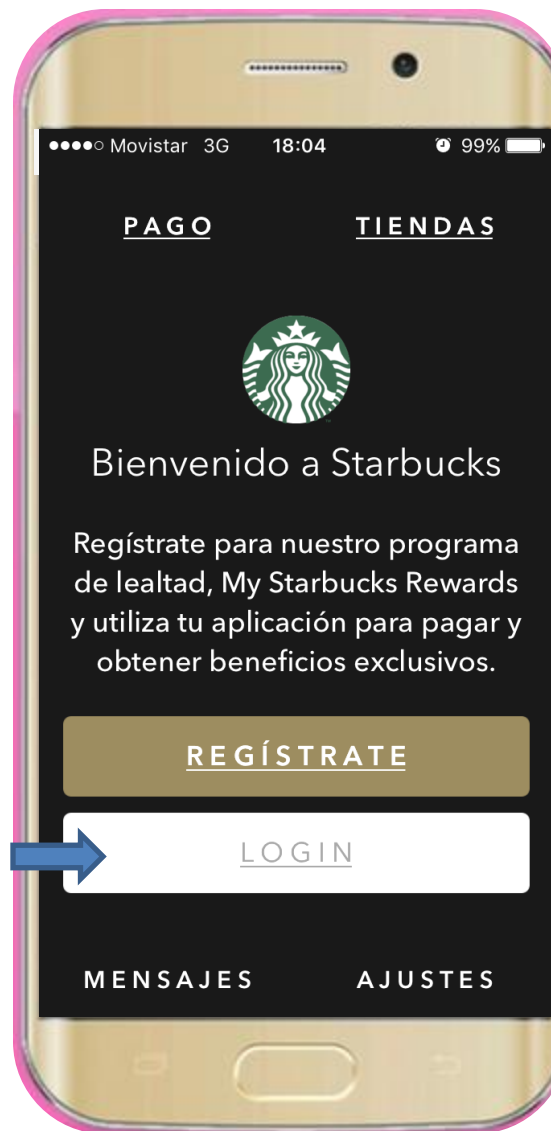 Movistar 3G 18:04 99%
PAGO TIENDAS
Bienvenido a Starbucks
Regístrate para nuestro programa
de lealtad, My Starbucks Rewards
y utiliza tu aplicación para pagar y
obtener beneficios exclusivos.
REGÍSTRATE
LOGIN
MENSAJES AJUSTES